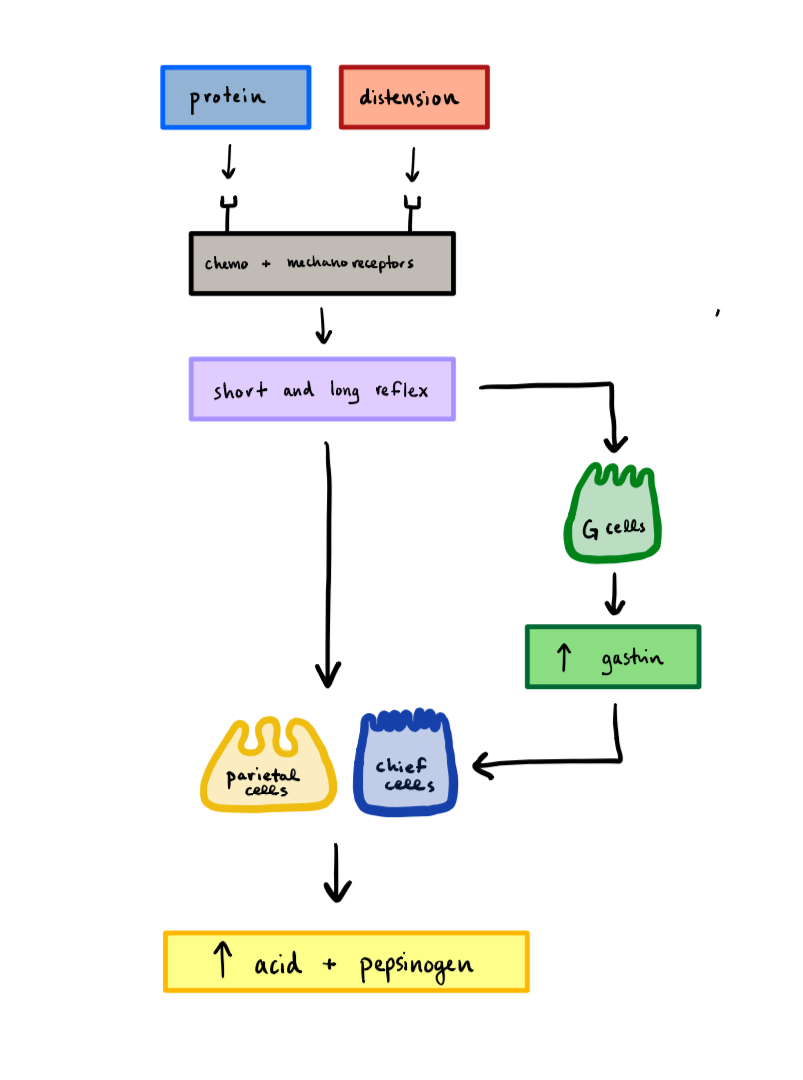 protein
distension
chemo + mechanoreceptors
short and long reflex
G cells
↑ gastrin
parietal
cells
chief
cells
↑ acid + pepsinogen